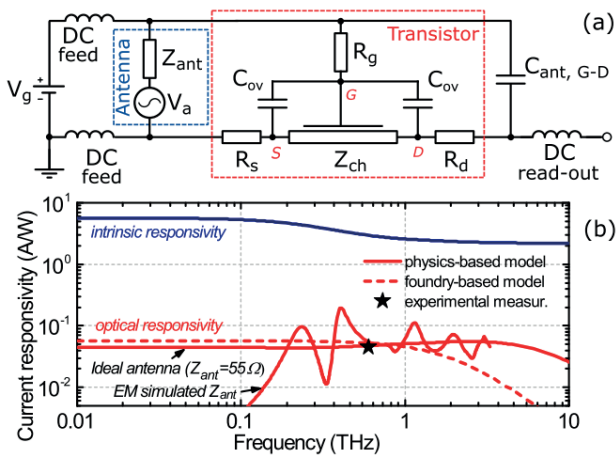 (a)
DC
feed
Z_ant
V_a
Antenna
V_g
+
-
DC
feed
Transistor
R_g
C_ov
G
C_ov
R_s
S
Z_ch
D
R_d
C_ant, G-D
DC
read-out
(b)
Current responsivity (A/W)
10^1
10^0
10^-1
10^-2
intrinsic responsivity
physics-based model
foundry-based model
experimental measur.
optical responsivity
Ideal antenna (Z_ant=55Ω)
EM simulated Z_ant
0.01
0.1
1
10
Frequency (THz)